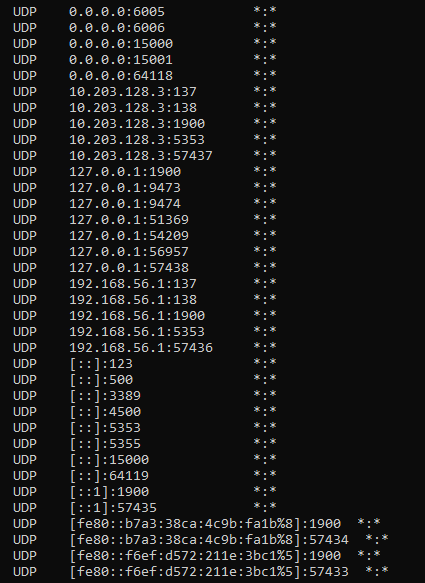 UDP    0.0.0.0:6005           *:*
UDP    0.0.0.0:6006           *:*
UDP    0.0.0.0:15000          *:*
UDP    0.0.0.0:15001          *:*
UDP    0.0.0.0:64118          *:*
UDP    10.203.128.3:137       *:*
UDP    10.203.128.3:138       *:*
UDP    10.203.128.3:1900      *:*
UDP    10.203.128.3:5353      *:*
UDP    10.203.128.3:57437     *:*
UDP    127.0.0.1:1900         *:*
UDP    127.0.0.1:9473         *:*
UDP    127.0.0.1:9474         *:*
UDP    127.0.0.1:51369        *:*
UDP    127.0.0.1:54209        *:*
UDP    127.0.0.1:56957        *:*
UDP    127.0.0.1:57438        *:*
UDP    192.168.56.1:137       *:*
UDP    192.168.56.1:138       *:*
UDP    192.168.56.1:1900      *:*
UDP    192.168.56.1:5353      *:*
UDP    192.168.56.1:57436     *:*
UDP    [::]:123               *:*
UDP    [::]:500               *:*
UDP    [::]:3389              *:*
UDP    [::]:4500              *:*
UDP    [::]:5353              *:*
UDP    [::]:5355              *:*
UDP    [::]:15000             *:*
UDP    [::]:64119             *:*
UDP    [::1]:1900             *:*
UDP    [::1]:57435            *:*
UDP    [fe80::b7a3:38ca:4c9b:fa1b%8]:1900  *:*
UDP    [fe80::b7a3:38ca:4c9b:fa1b%8]:57434  *:*
UDP    [fe80::f6ef:d572:211e:3bc1%5]:1900  *:*
UDP    [fe80::f6ef:d572:211e:3bc1%5]:57433  *:*